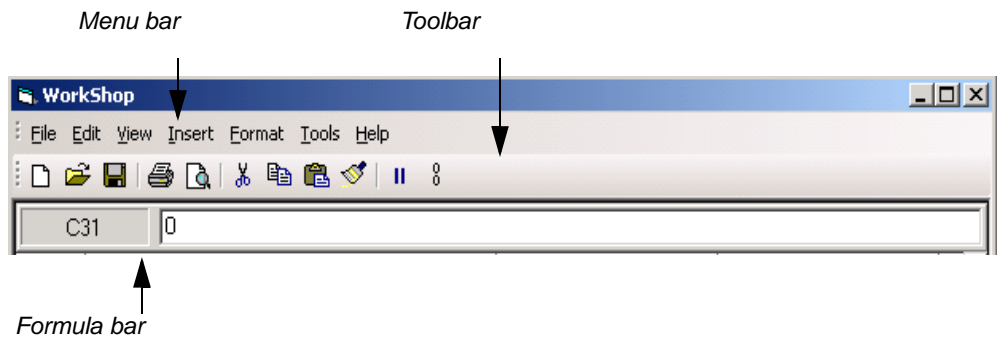 Menu bar Toolbar
WorkShop
File Edit View Insert Format Tools Help
C31 0
Formula bar